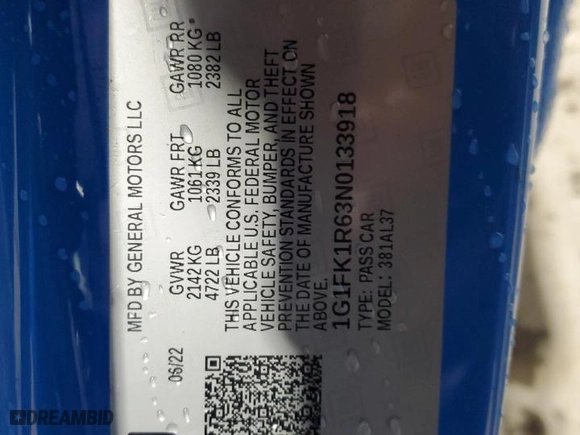 MFD BY GENERAL MOTORS LLC
06/22
GVWR
2142 KG
4722 LB
GAWR FRT
1061 KG
2339 LB
GAWR RR
1080 KG
2382 LB
THIS VEHICLE CONFORMS TO ALL
APPLICABLE U.S. FEDERAL MOTOR
VEHICLE SAFETY, BUMPER, AND THEFT
PREVENTION STANDARDS IN EFFECT ON
THE DATE OF MANUFACTURE SHOWN
ABOVE.
1G1FK1R63N0133918
TYPE: PASS CAR
MODEL: 381AL37
DREAMBID